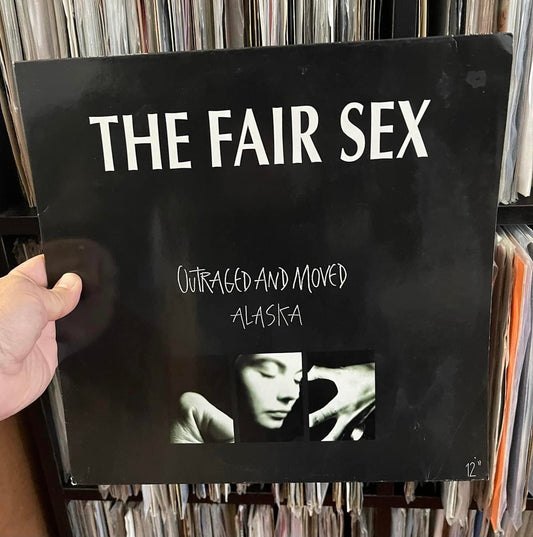 THE FAIR SEX
OUTRAGED AND MOVED
ALASKA
12"